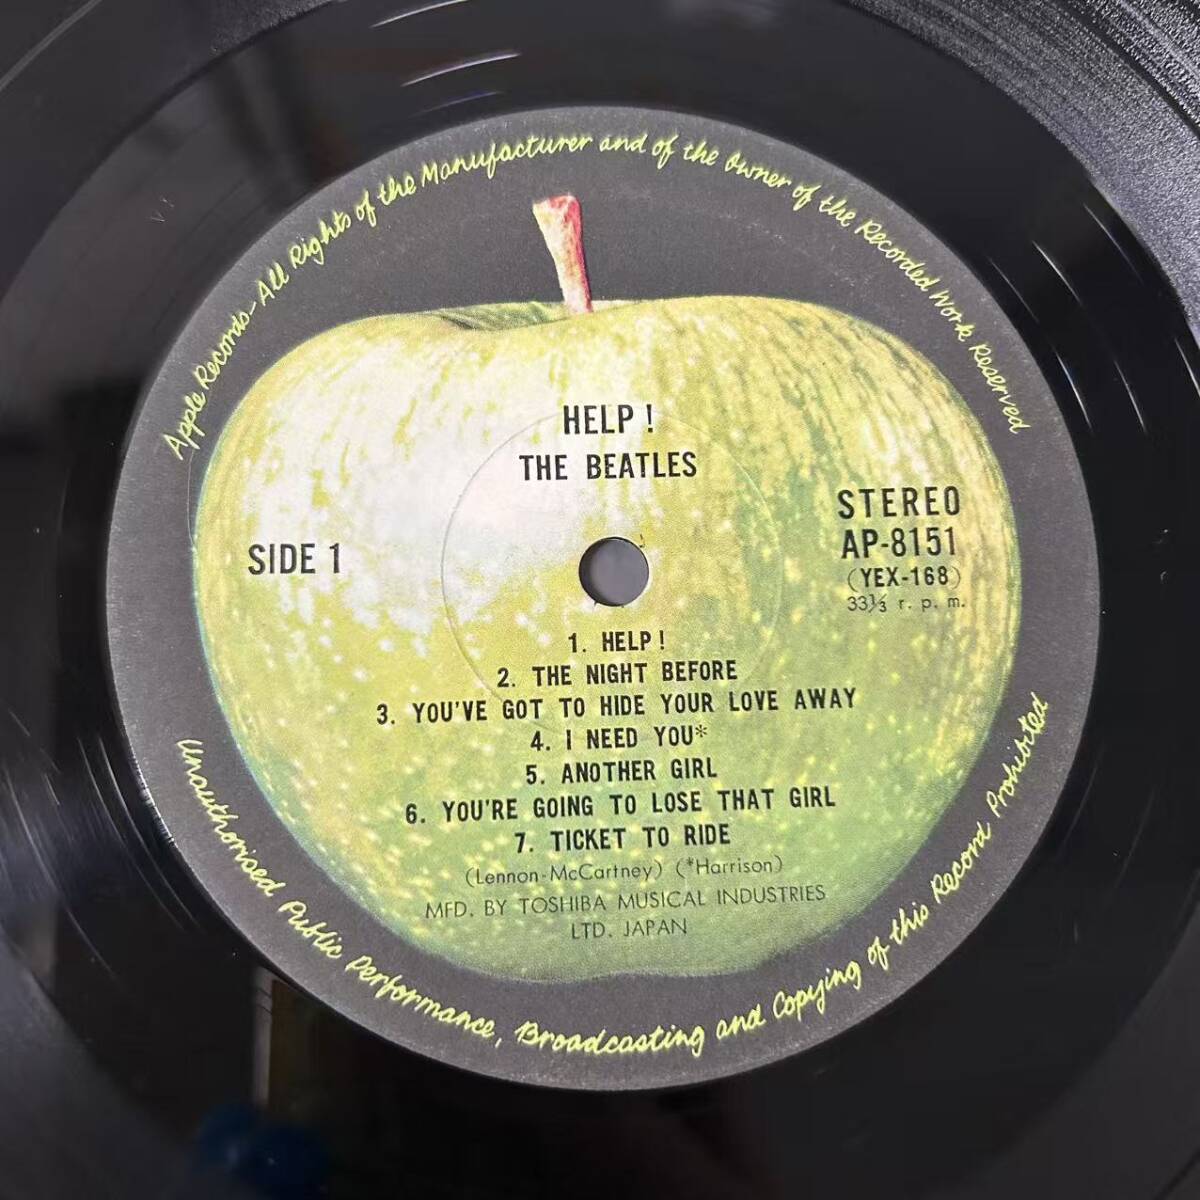 Apple Records-All Rights of the Manufacturer and of the Owner of the Recorded Work Reserved
HELP!
THE BEATLES
SIDE 1
STEREO
AP-8151
(YEX-168)
33⅓ r. p. m.
1. HELP!
2. THE NIGHT BEFORE
3. YOU'VE GOT TO HIDE YOUR LOVE AWAY
4. I NEED YOU*
5. ANOTHER GIRL
6. YOU'RE GOING TO LOSE THAT GIRL
7. TICKET TO RIDE
(Lennon-McCartney) (*Harrison)
MFD. BY TOSHIBA MUSICAL INDUSTRIES
LTD. JAPAN
Unauthorised Public Performance, Broadcasting and Copying of this Record Prohibited